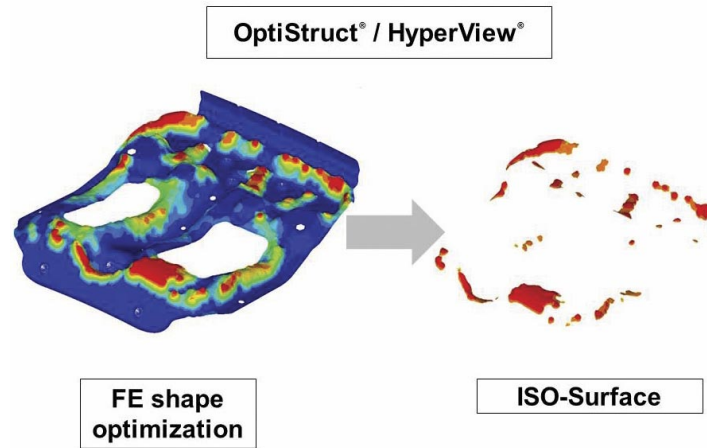 OptiStruct® / HyperView®
FE shape
optimization
ISO-Surface